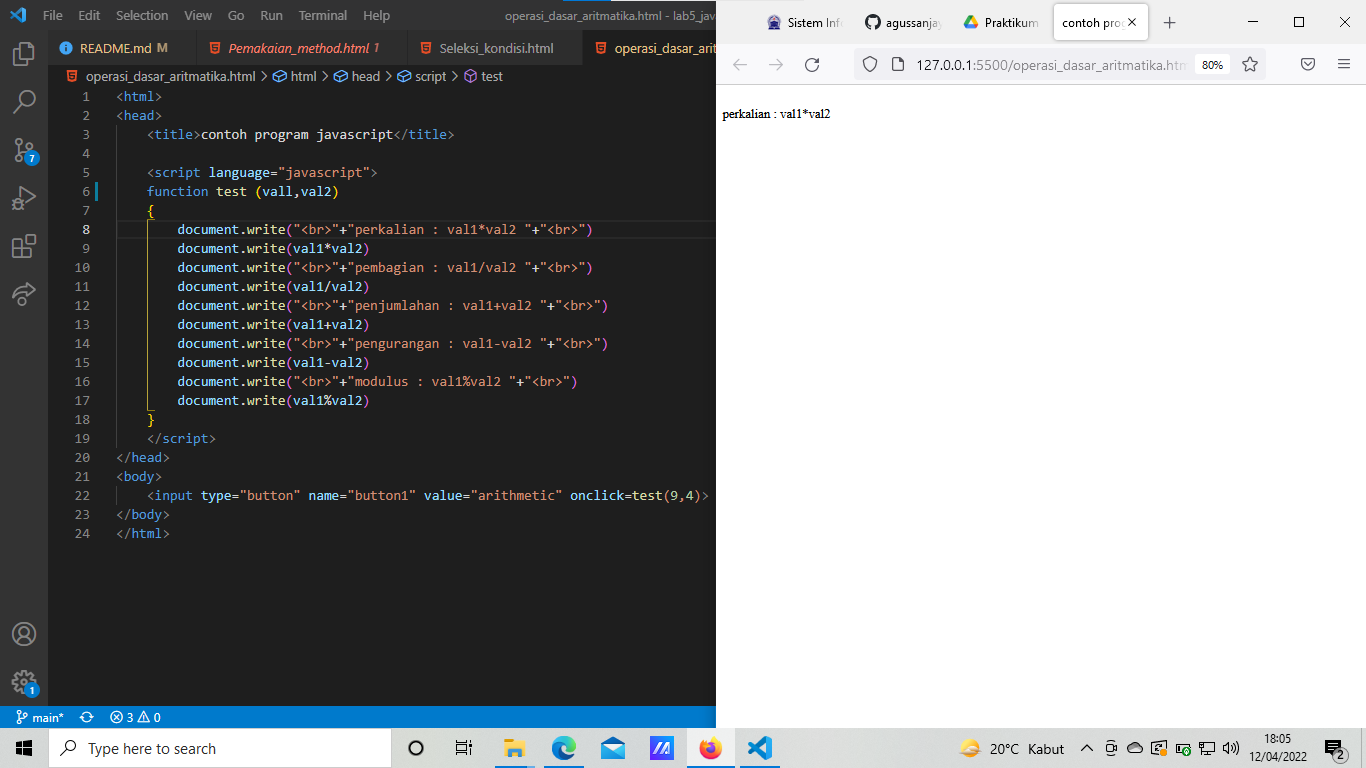 File Edit Selection View Go Run Terminal Help operasi_dasar_aritmatika.html - lab5_jav
README.md M Pemakaian_method.html 1 Seleksi_kondisi.html operasi_dasar_arit
operasi_dasar_aritmatika.html > html > head > script > test
1 <html>
2 <head>
3 <title>contoh program javascript</title>
4
5 <script language="javascript">
6 function test (vall,val2)
7 {
8 document.write("<br>"+"perkalian : val1*val2 "+"<br>")
9 document.write(val1*val2)
10 document.write("<br>"+"pembagian : val1/val2 "+"<br>")
11 document.write(val1/val2)
12 document.write("<br>"+"penjumlahan : val1+val2 "+"<br>")
13 document.write(val1+val2)
14 document.write("<br>"+"pengurangan : val1-val2 "+"<br>")
15 document.write(val1-val2)
16 document.write("<br>"+"modulus : val1%val2 "+"<br>")
17 document.write(val1%val2)
18 }
19 </script>
20 </head>
21 <body>
22 <input type="button" name="button1" value="arithmetic" onclick=test(9,4)>
23 </body>
24 </html>
7
1
main* 3 0
Sistem Info agussanjay Praktikum contoh prog
127.0.0.1:5500/operasi_dasar_aritmatika.htm 80%
perkalian : val1*val2
Type here to search
20°C Kabut
18:05
12/04/2022
2